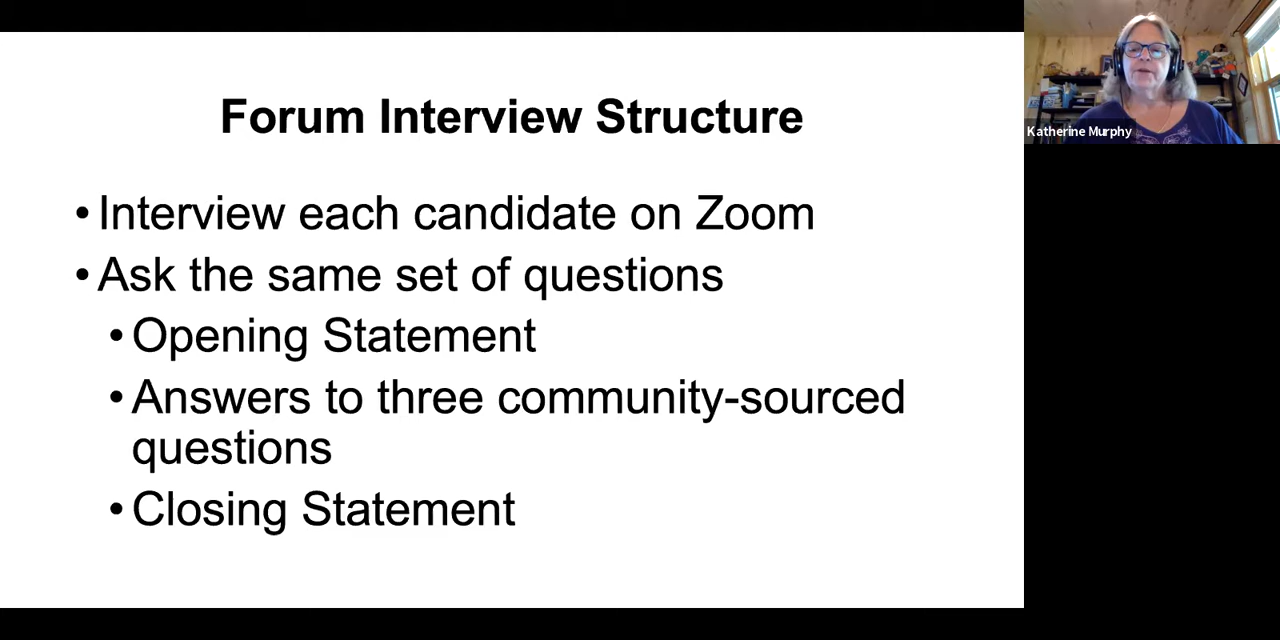 Forum Interview Structure
• Interview each candidate on Zoom
• Ask the same set of questions
• Opening Statement
• Answers to three community-sourced
questions
• Closing Statement
Katherine Murphy